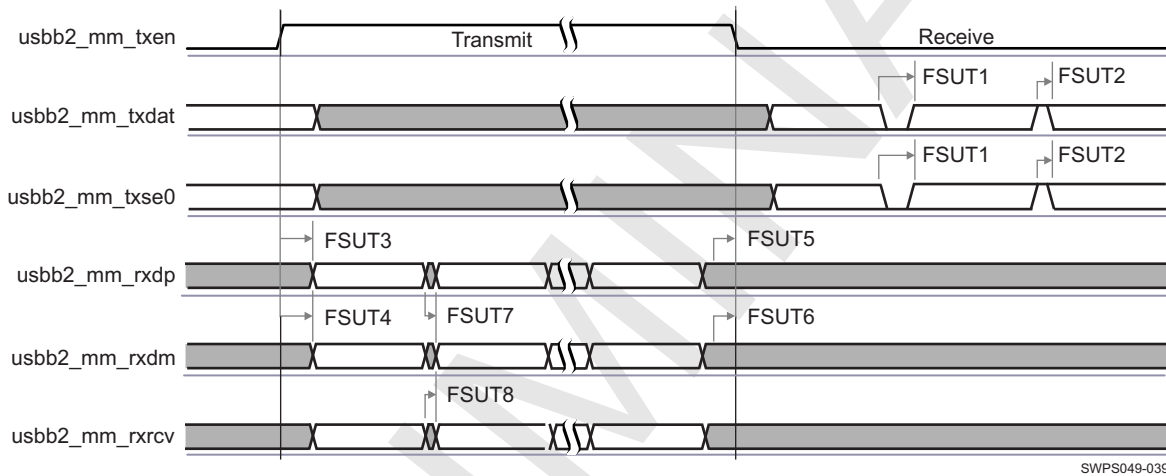 usbb2_mm_txen
Transmit
Receive
FSUT1
FSUT2
usbb2_mm_txdat
FSUT1
FSUT2
usbb2_mm_txse0
FSUT3
FSUT5
usbb2_mm_rxdp
FSUT4
FSUT7
FSUT6
usbb2_mm_rxdm
FSUT8
usbb2_mm_rxrcv
SWPS049-039